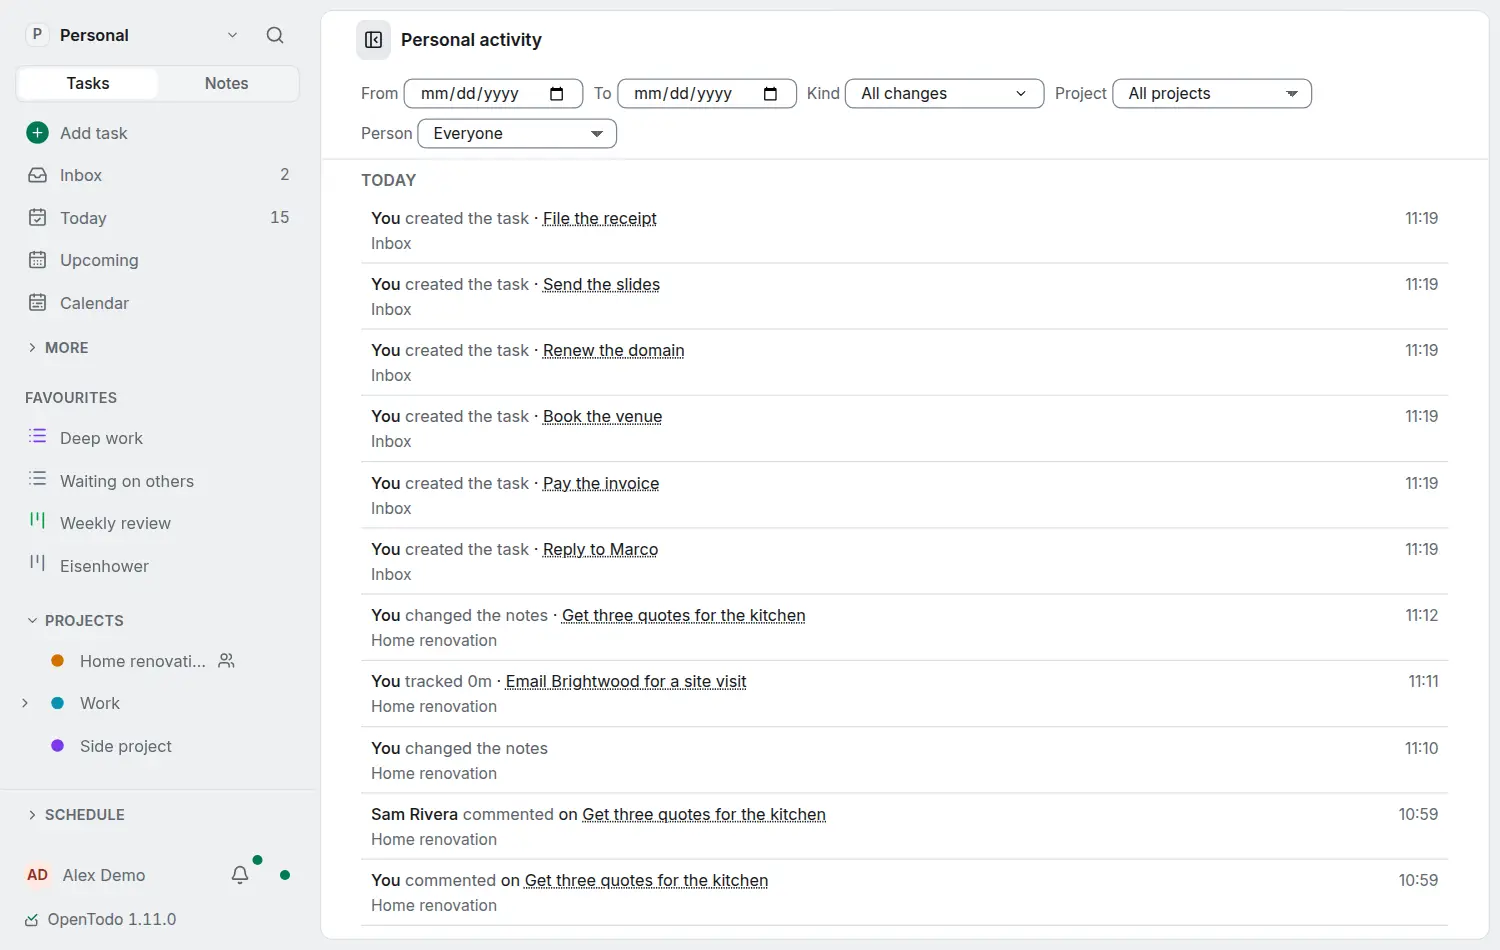 P Personal
Tasks Notes
Add task
Inbox 2
Today 15
Upcoming
Calendar
MORE
FAVOURITES
Deep work
Waiting on others
Weekly review
Eisenhower
PROJECTS
Home renovati...
Work
Side project
SCHEDULE
AD Alex Demo
OpenTodo 1.11.0
Personal activity
From mm/dd/yyyy To mm/dd/yyyy Kind All changes Project All projects
Person Everyone
TODAY
You created the task · File the receipt 11:19
Inbox
You created the task · Send the slides 11:19
Inbox
You created the task · Renew the domain 11:19
Inbox
You created the task · Book the venue 11:19
Inbox
You created the task · Pay the invoice 11:19
Inbox
You created the task · Reply to Marco 11:19
Inbox
You changed the notes · Get three quotes for the kitchen 11:12
Home renovation
You tracked 0m · Email Brightwood for a site visit 11:11
Home renovation
You changed the notes 11:10
Home renovation
Sam Rivera commented on Get three quotes for the kitchen 10:59
Home renovation
You commented on Get three quotes for the kitchen 10:59
Home renovation